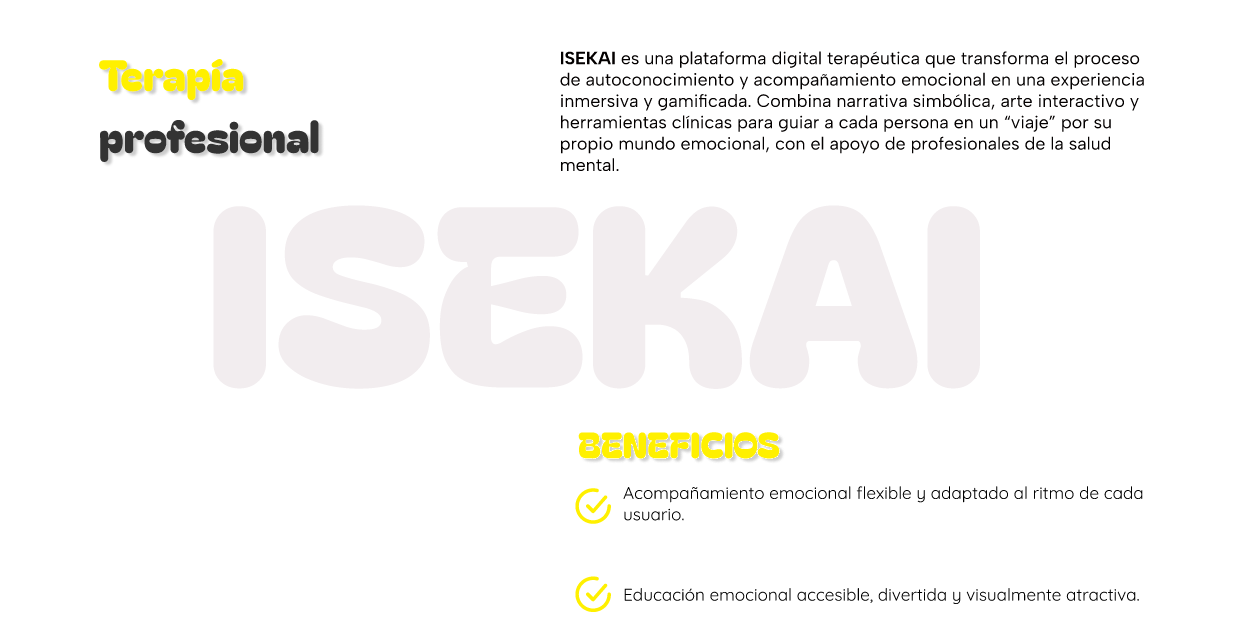 Terapía
profesional
ISEKAI es una plataforma digital terapéutica que transforma el proceso
de autoconocimiento y acompañamiento emocional en una experiencia
inmersiva y gamificada. Combina narrativa simbólica, arte interactivo y
herramientas clínicas para guiar a cada persona en un “viaje” por su
propio mundo emocional, con el apoyo de profesionales de la salud
mental.
ISEKAI
BENEFICIOS
Acompañamiento emocional flexible y adaptado al ritmo de cada
usuario.
Educación emocional accesible, divertida y visualmente atractiva.